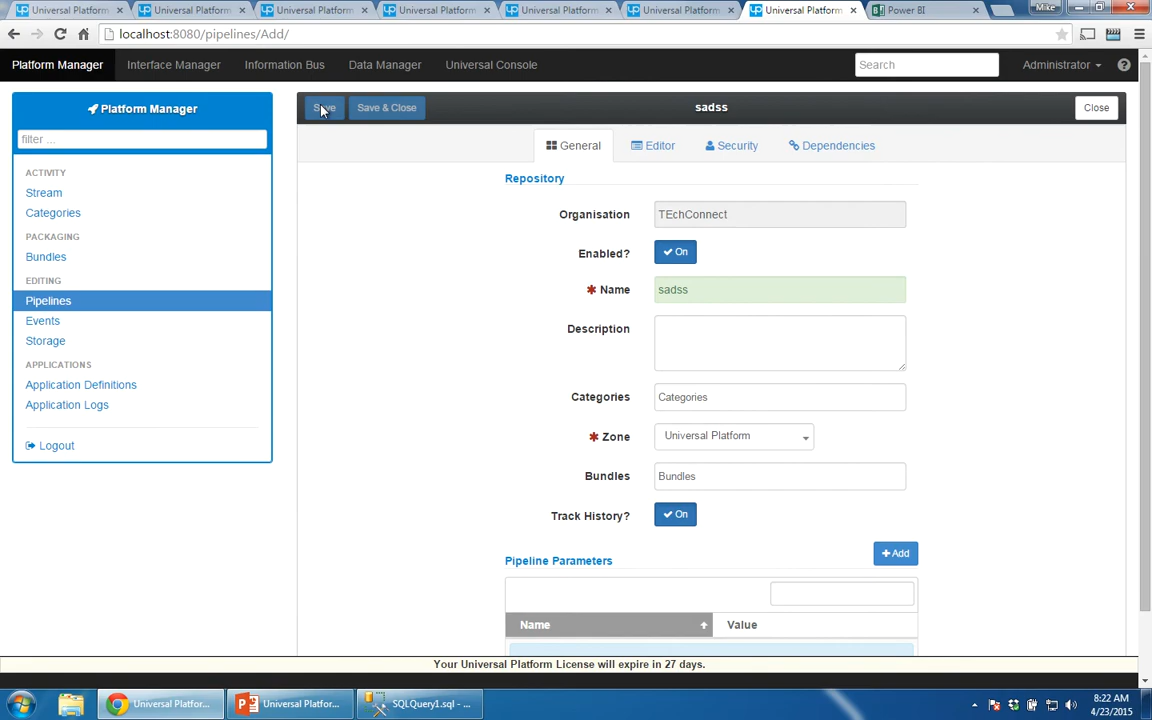 Universal Platform
Universal Platform
Universal Platform
Universal Platform
Universal Platform
Universal Platform
Universal Platform
Power BI
Mike
localhost:8080/pipelines/Add/
Platform Manager
Interface Manager
Information Bus
Data Manager
Universal Console
Search
Administrator
Platform Manager
filter ...
ACTIVITY
Stream
Categories
PACKAGING
Bundles
EDITING
Pipelines
Events
Storage
APPLICATIONS
Application Definitions
Application Logs
Logout
Save
Save & Close
sadss
Close
General
Editor
Security
Dependencies
Repository
Organisation
TEchConnect
Enabled?
On
Name
sadss
Description
Categories
Categories
Zone
Universal Platform
Bundles
Bundles
Track History?
On
Pipeline Parameters
Add
Name
Value
Your Universal Platform License will expire in 27 days.
Universal Platfor...
Universal Platfor...
SQLQuery1.sql - ...
8:22 AM
4/23/2015